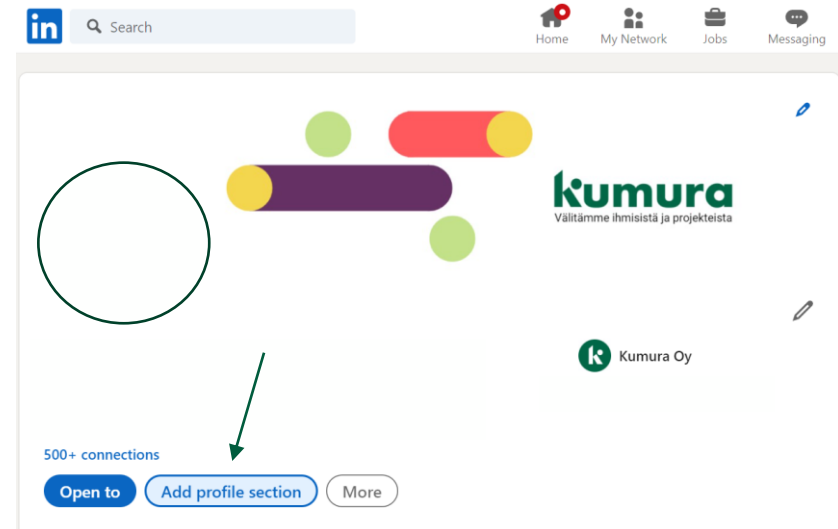 in
Search
Home
My Network
Jobs
Messaging
kumura
Välitämme ihmisistä ja projekteista
k Kumura Oy
500+ connections
Open to
Add profile section
More